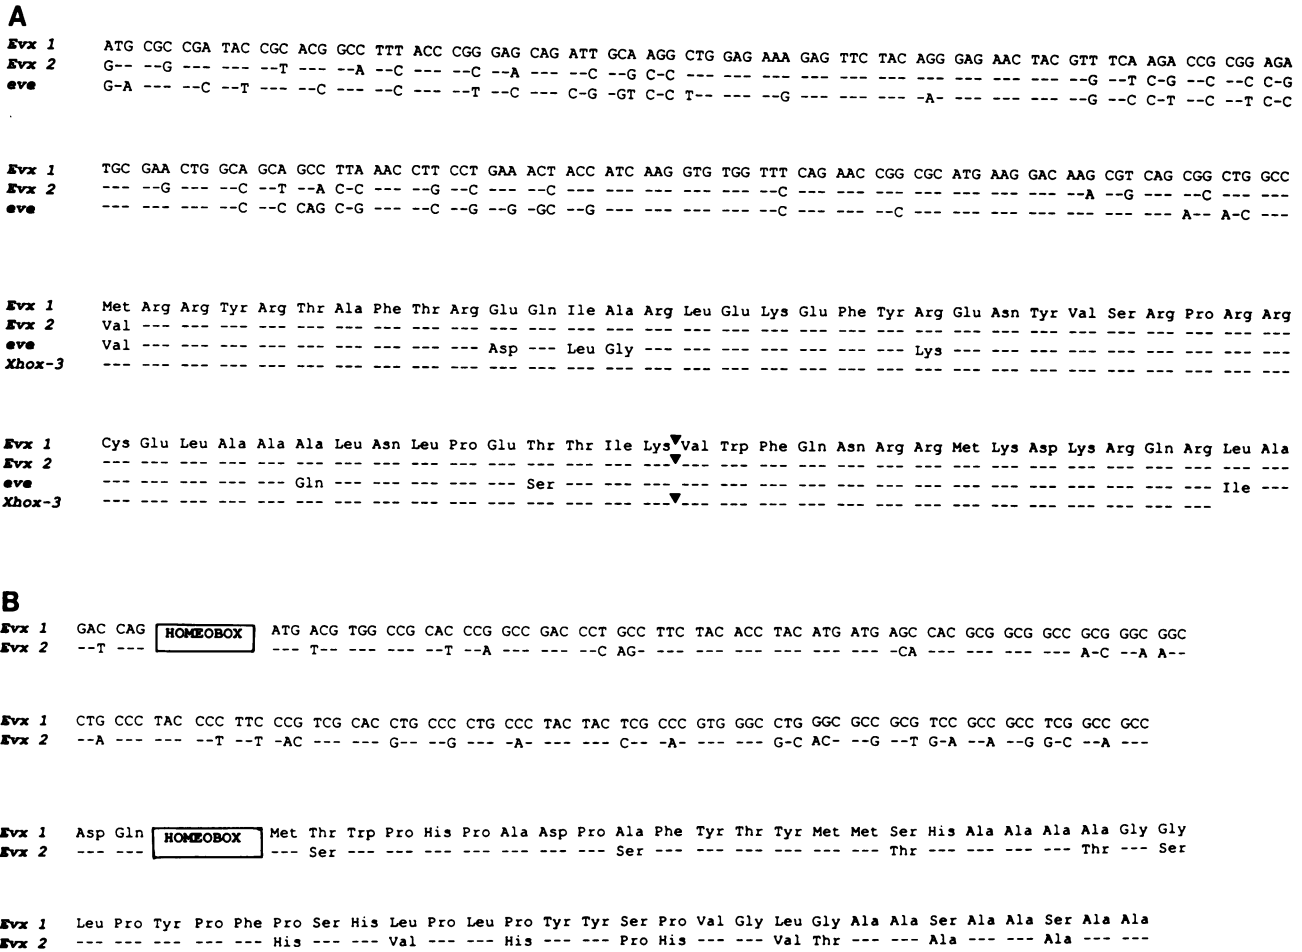 A
Evx 1 ATG CGC CGA TAC CGC ACG GCC TTT ACC CGG GAG CAG ATT GCA AGG CTG GAG AAA GAG TTC TAC AGG GAG AAC TAC GTT TCA AGA CCG CGG AGA
Evx 2 G-- --G --- --- --T --- --A --C --- --C --A --- --C --G C-C --- --- --- --- --- --- --- --- --- --- --G --T C-G --C --C C-G
eve G-A --- --C --T --- --C --- --C --- --T --C --- C-G -GT C-C T-- --- --G --- --- --- -A- --- --- --- --G --C C-T --C --T C-C
Evx 1 TGC GAA CTG GCA GCA GCC TTA AAC CTT CCT GAA ACT ACC ATC AAG GTG TGG TTT CAG AAC CGG CGC ATG AAG GAC AAG CGT CAG CGG CTG GCC
Evx 2 --- --G --- --C --T --A C-C --- --G --C --- --C --- --- --- --- --- --C --- --- --- --- --- --- --- --A --G --- --C --- ---
eve --- --- --- --C --C CAG C-G --- --C --G --G -GC --G --- --- --- --- --C --- --- --C --- --- --- --- --- --- --- A-- A-C ---
Evx 1 Met Arg Arg Tyr Arg Thr Ala Phe Thr Arg Glu Gln Ile Ala Arg Leu Glu Lys Glu Phe Tyr Arg Glu Asn Tyr Val Ser Arg Pro Arg Arg
Evx 2 Val --- --- --- --- --- --- --- --- --- --- --- --- --- --- --- --- --- --- --- --- --- --- --- --- --- --- --- --- --- ---
eve Val --- --- --- --- --- --- --- --- --- Asp --- Leu Gly --- --- --- --- --- --- --- Lys --- --- --- --- --- --- --- --- ---
Xhox-3 --- --- --- --- --- --- --- --- --- --- --- --- --- --- --- --- --- --- --- --- --- --- --- --- --- --- --- --- --- --- ---
Evx 1 Cys Glu Leu Ala Ala Ala Leu Asn Leu Pro Glu Thr Thr Ile Lys▼Val Trp Phe Gln Asn Arg Arg Met Lys Asp Lys Arg Gln Arg Leu Ala
Evx 2 --- --- --- --- --- --- --- --- --- --- --- --- --- --- ---▼--- --- --- --- --- --- --- --- --- --- --- --- --- --- --- ---
eve --- --- --- --- --- Gln --- --- --- --- --- Ser --- --- --- --- --- --- --- --- --- --- --- --- --- --- --- --- --- Ile ---
Xhox-3 --- --- --- --- --- --- --- --- --- --- --- --- --- --- ---▼--- --- --- --- --- --- --- --- --- --- --- --- --- ---
B
Evx 1 GAC CAG HOMEOBOX ATG ACG TGG CCG CAC CCG GCC GAC CCT GCC TTC TAC ACC TAC ATG ATG AGC CAC GCG GCG GCC GCG GGC GGC
Evx 2 --T --- --- T-- --- --- --T --A --- --- --C AG- --- --- --- --- --- --- -CA --- --- --- --- A-C --A A--
Evx 1 CTG CCC TAC CCC TTC CCG TCG CAC CTG CCC CTG CCC TAC TAC TCG CCC GTG GGC CTG GGC GCC GCG TCC GCC GCC TCG GCC GCC
Evx 2 --A --- --- --T --T -AC --- --- G-- --G --- -A- --- --- C-- -A- --- --- G-C AC- --G --T G-A --A --G G-C --A ---
Evx 1 Asp Gln HOMEOBOX Met Thr Trp Pro His Pro Ala Asp Pro Ala Phe Tyr Thr Tyr Met Met Ser His Ala Ala Ala Ala Gly Gly
Evx 2 --- --- --- Ser --- --- --- --- --- --- --- Ser --- --- --- --- --- --- Thr --- --- --- --- Thr --- Ser
Evx 1 Leu Pro Tyr Pro Phe Pro Ser His Leu Pro Leu Pro Tyr Tyr Ser Pro Val Gly Leu Gly Ala Ala Ser Ala Ala Ser Ala Ala
Evx 2 --- --- --- --- --- His --- --- Val --- --- His --- --- Pro His --- --- Val Thr --- --- Ala --- --- Ala --- ---